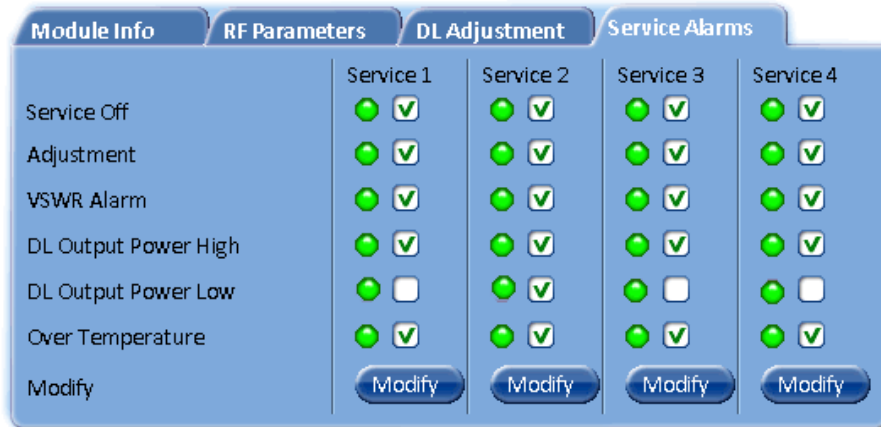 Module Info RF Parameters DL Adjustment Service Alarms
Service 1 Service 2 Service 3 Service 4
Service Off
Adjustment
VSWR Alarm
DL Output Power High
DL Output Power Low
Over Temperature
Modify Modify Modify Modify Modify